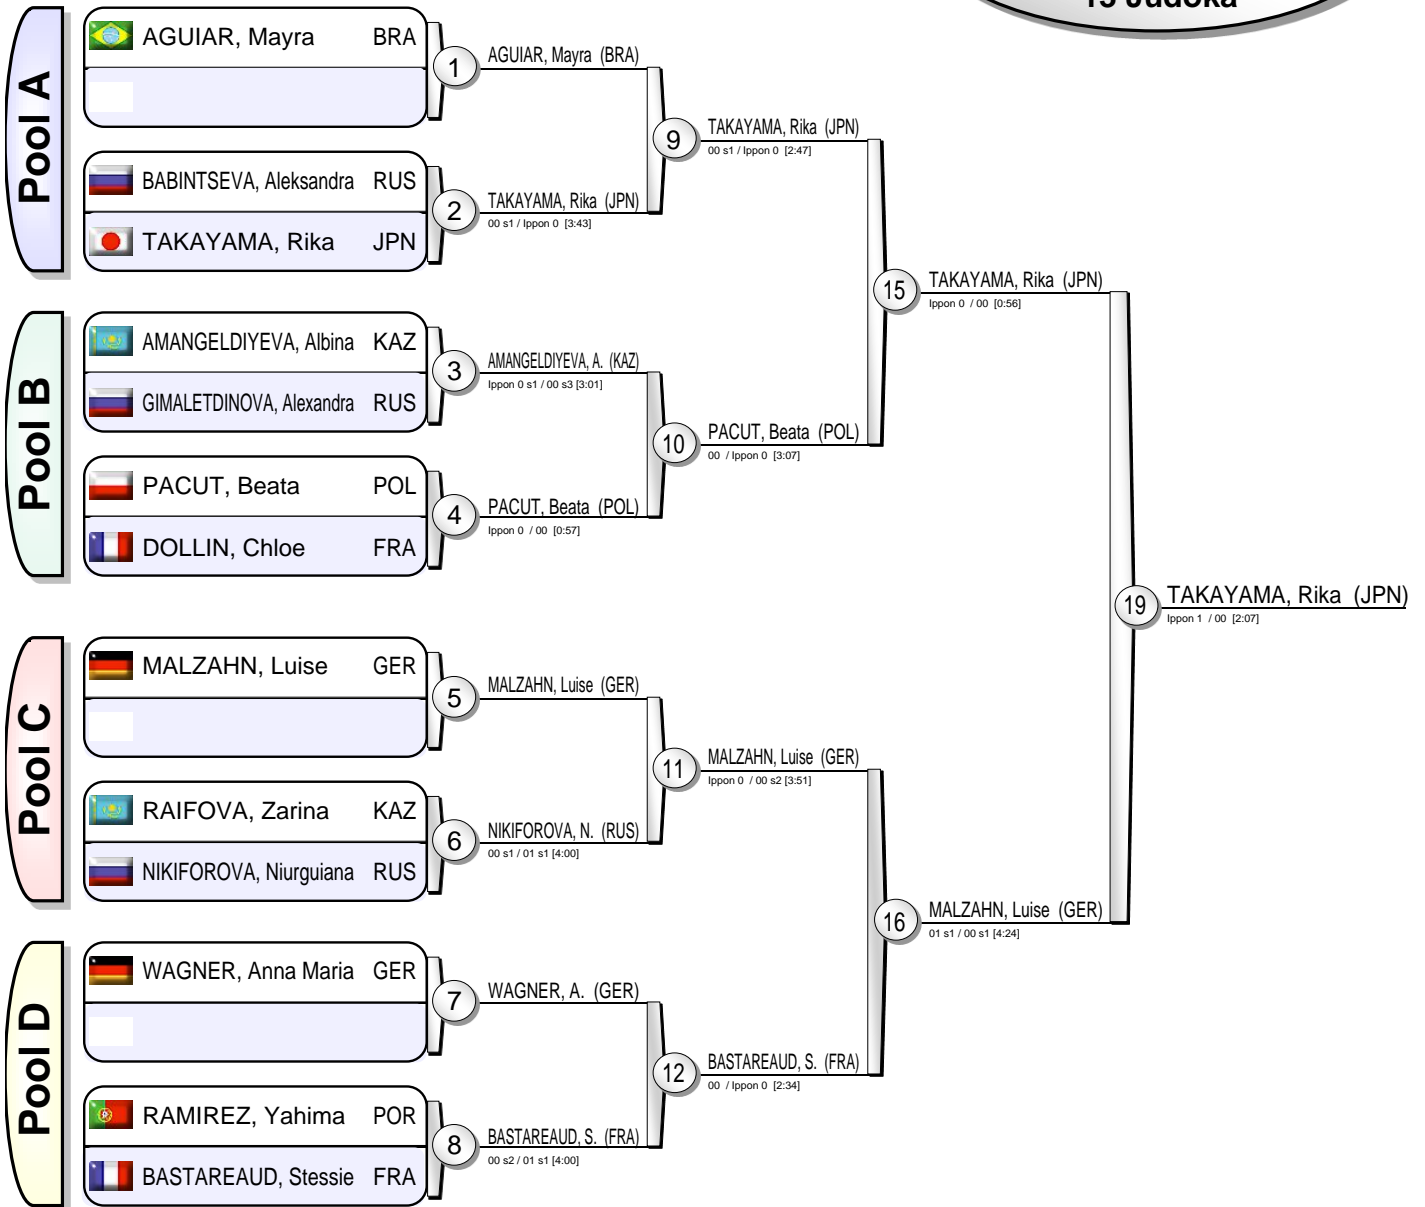 13 Judoka
Pool A
AGUIAR, Mayra BRA
BABINTSEVA, Aleksandra RUS
TAKAYAMA, Rika JPN
Pool B
AMANGELDIYEVA, Albina KAZ
GIMALETDINOVA, Alexandra RUS
PACUT, Beata POL
DOLLIN, Chloe FRA
Pool C
MALZAHN, Luise GER
RAIFOVA, Zarina KAZ
NIKIFOROVA, Niurguiana RUS
Pool D
WAGNER, Anna Maria GER
RAMIREZ, Yahima POR
BASTAREAUD, Stessie FRA
1
AGUIAR, Mayra (BRA)
2
TAKAYAMA, Rika (JPN)
00 s1 / Ippon 0 [3:43]
3
AMANGELDIYEVA, A. (KAZ)
Ippon 0 s1 / 00 s3 [3:01]
4
PACUT, Beata (POL)
Ippon 0 / 00 [0:57]
5
MALZAHN, Luise (GER)
6
NIKIFOROVA, N. (RUS)
00 s1 / 01 s1 [4:00]
7
WAGNER, A. (GER)
8
BASTAREAUD, S. (FRA)
00 s2 / 01 s1 [4:00]
9
TAKAYAMA, Rika (JPN)
00 s1 / Ippon 0 [2:47]
10
PACUT, Beata (POL)
00 / Ippon 0 [3:07]
11
MALZAHN, Luise (GER)
Ippon 0 / 00 s2 [3:51]
12
BASTAREAUD, S. (FRA)
00 / Ippon 0 [2:34]
15
TAKAYAMA, Rika (JPN)
Ippon 0 / 00 [0:56]
16
MALZAHN, Luise (GER)
01 s1 / 00 s1 [4:24]
19
TAKAYAMA, Rika (JPN)
Ippon 1 / 00 [2:07]